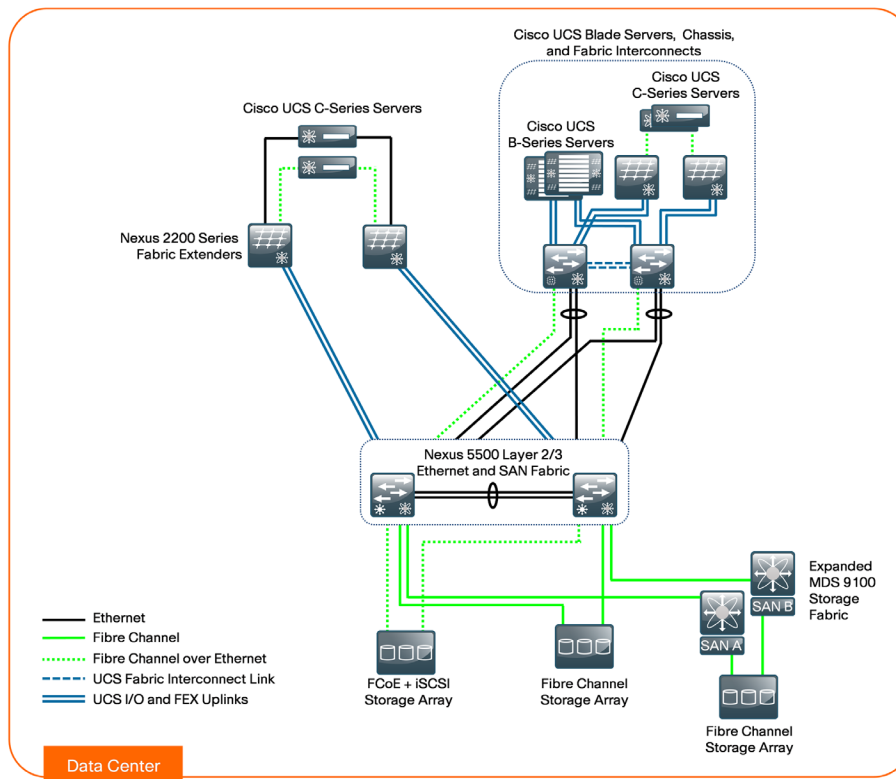 Cisco UCS Blade Servers, Chassis,
and Fabric Interconnects
Cisco UCS
C-Series Servers
Cisco UCS C-Series Servers
Cisco UCS
B-Series Servers
Nexus 2200 Series
Fabric Extenders
Nexus 5500 Layer 2/3
Ethernet and SAN Fabric
Expanded
MDS 9100
Storage
Fabric
SAN B
SAN A
Ethernet
Fibre Channel
Fibre Channel over Ethernet
UCS Fabric Interconnect Link
UCS I/O and FEX Uplinks
FCoE + iSCSI
Storage Array
Fibre Channel
Storage Array
Fibre Channel
Storage Array
Data Center